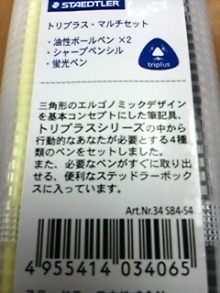 STAEDTLER
トリプラス・マルチセット
・油性ボールペン ×2
・シャープペンシル
・蛍光ペン
triplus
三角形のエルゴノミックデザイン
を基本コンセプトにした筆記具、
トリプラスシリーズの中から
行動的なあなたが必要とする4種
類のペンをセットしました。
また、必要なペンがすぐに取り出
せる、便利なステッドラーボックス
に入っています。
Art.Nr.34 SB4-S4
4 955414 034065